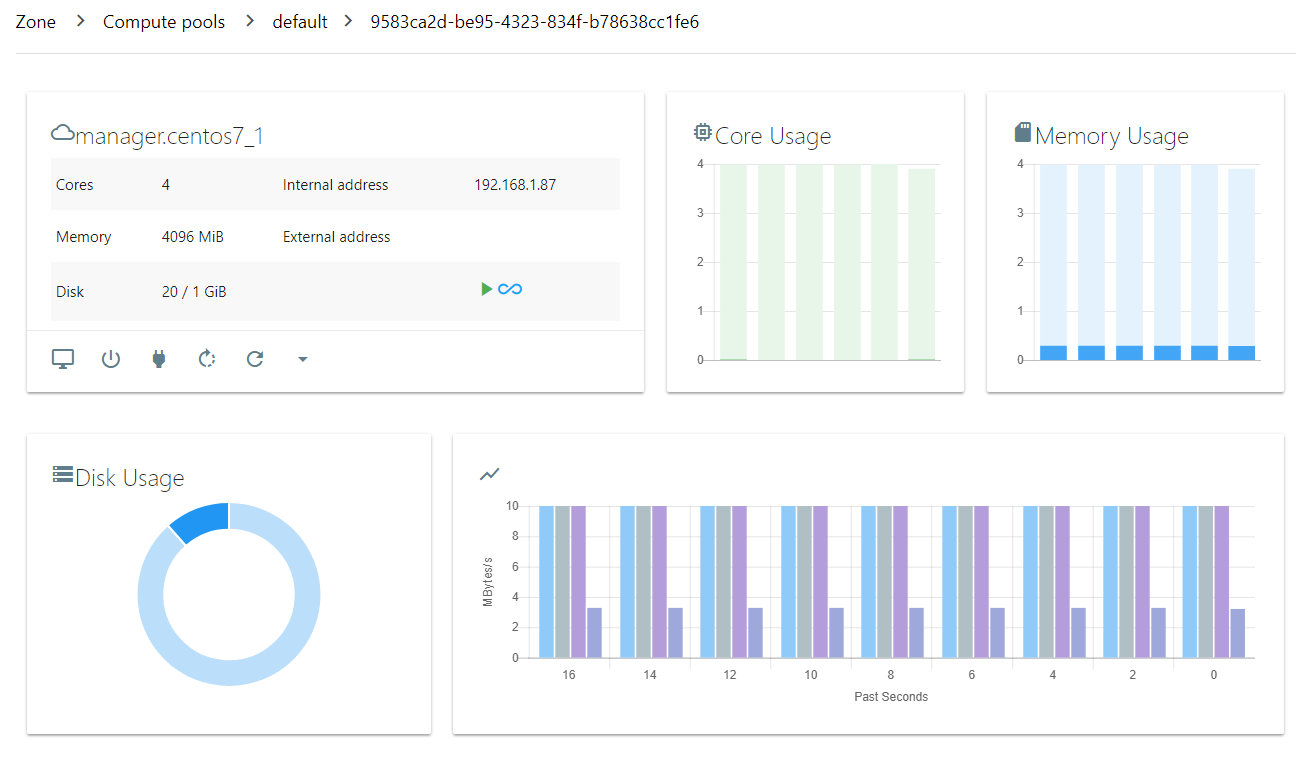 Zone > Compute pools > default > 9583ca2d-be95-4323-834f-b78638cc1fe6
manager.centos7_1
Cores 4 Internal address 192.168.1.87
Memory 4096 MiB External address
Disk 20 / 1 GiB
Core Usage
4
3
2
1
0
Memory Usage
4
3
2
1
0
Disk Usage
MBytes/s
10
8
6
4
2
0
16 14 12 10 8 6 4 2 0
Past Seconds